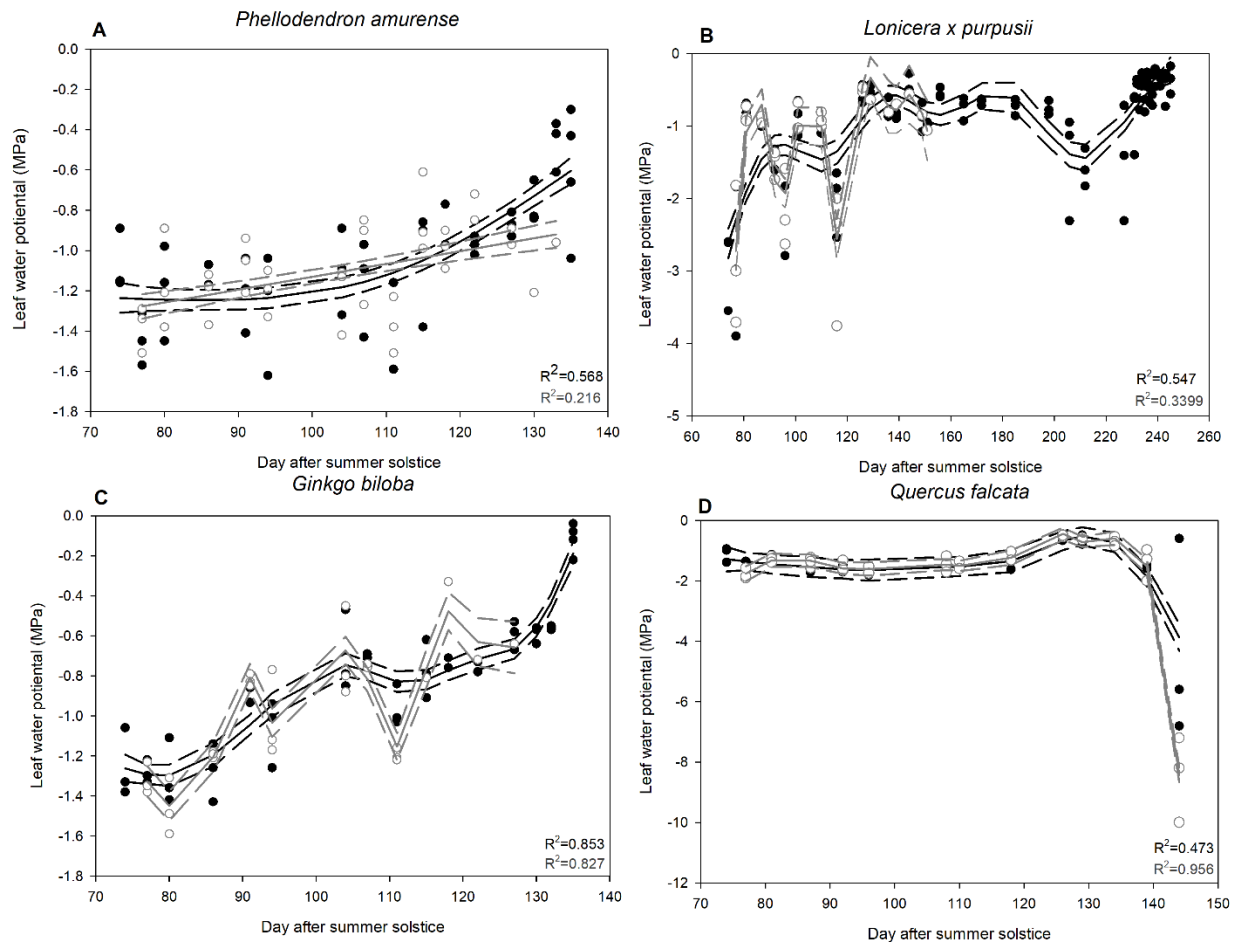 A
Phellodendron amurense
Leaf water potiential (MPa)
0.0
-0.2
-0.4
-0.6
-0.8
-1.0
-1.2
-1.4
-1.6
-1.8
R²=0.568
R²=0.216
70 80 90 100 110 120 130 140
Day after summer solstice
B
Lonicera x purpusii
Leaf water potiential (MPa)
0
-1
-2
-3
-4
-5
R²=0.547
R²=0.3399
60 80 100 120 140 160 180 200 220 240 260
Day after summer solstice
C
Ginkgo biloba
Leaf water potiential (MPa)
0.0
-0.2
-0.4
-0.6
-0.8
-1.0
-1.2
-1.4
-1.6
-1.8
R²=0.853
R²=0.827
70 80 90 100 110 120 130 140
Day after summer solstice
D
Quercus falcata
Leaf water potiential (MPa)
0
-2
-4
-6
-8
-10
-12
R²=0.473
R²=0.956
70 80 90 100 110 120 130 140 150
Day after summer solstice